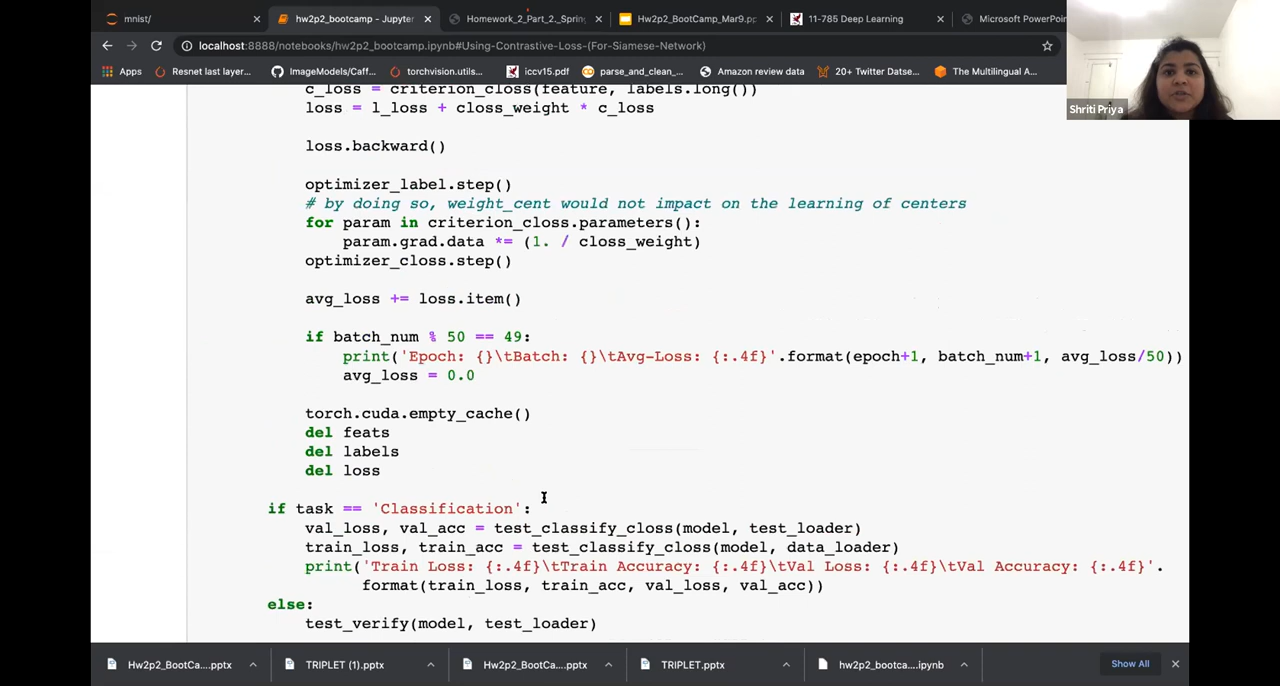 mnist/
hw2p2_bootcamp - Jupyter
Homework_2_Part_2._Sprin
Hw2p2_BootCamp_Mar9.pp
11-785 Deep Learning
Microsoft PowerPoin
localhost:8888/notebooks/hw2p2_bootcamp.ipynb#Using-Contrastive-Loss-(For-Siamese-Network)
Apps
Resnet last layer...
ImageModels/Caff...
torchvision.utils...
iccv15.pdf
parse_and_clean_...
Amazon review data
20+ Twitter Datse...
The Multilingual A...
Shriti Priya
c_loss = criterion_closs(feature, labels.long())
loss = l_loss + closs_weight * c_loss
loss.backward()
optimizer_label.step()
# by doing so, weight_cent would not impact on the learning of centers
for param in criterion_closs.parameters():
param.grad.data *= (1. / closs_weight)
optimizer_closs.step()
avg_loss += loss.item()
if batch_num % 50 == 49:
print('Epoch: {}\tBatch: {}\tAvg-Loss: {:.4f}'.format(epoch+1, batch_num+1, avg_loss/50))
avg_loss = 0.0
torch.cuda.empty_cache()
del feats
del labels
del loss
if task == 'Classification':
val_loss, val_acc = test_classify_closs(model, test_loader)
train_loss, train_acc = test_classify_closs(model, data_loader)
print('Train Loss: {:.4f}\tTrain Accuracy: {:.4f}\tVal Loss: {:.4f}\tVal Accuracy: {:.4f}'.
format(train_loss, train_acc, val_loss, val_acc))
else:
test_verify(model, test_loader)
Hw2p2_BootCa....pptx
TRIPLET (1).pptx
Hw2p2_BootCa....pptx
TRIPLET.pptx
hw2p2_bootca....ipynb
Show All